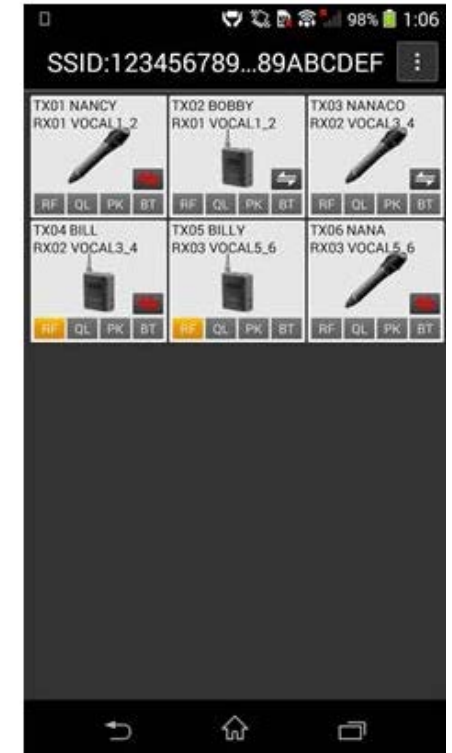 98% 1:06
SSID:123456789...89ABCDEF
TX01 NANCY
RX01 VOCAL1_2
RF QL PK BT
TX02 BOBBY
RX01 VOCAL1_2
RF QL PK BT
TX03 NANACO
RX02 VOCAL3_4
RF QL PK BT
TX04 BILL
RX02 VOCAL3_4
RF QL PK BT
TX05 BILLY
RX03 VOCAL5_6
RF QL PK BT
TX06 NANA
RX03 VOCAL5_6
RF QL PK BT